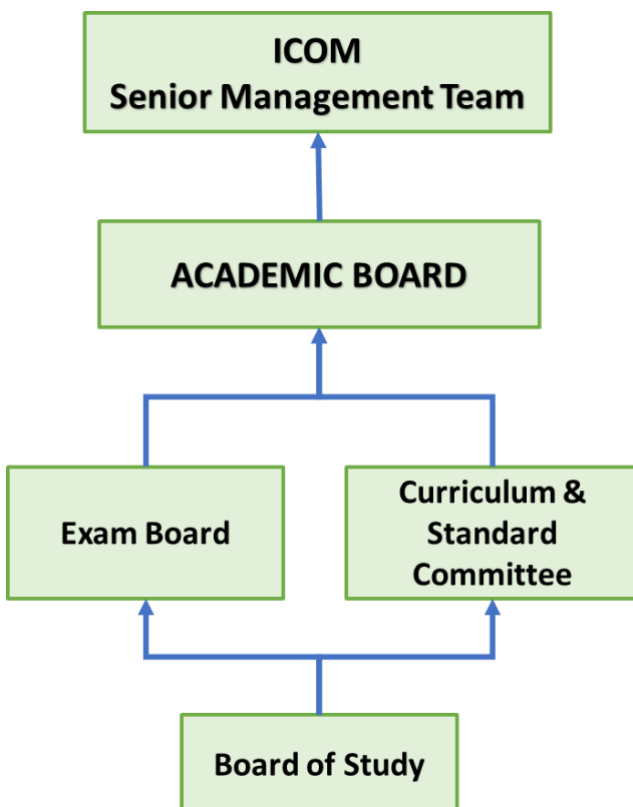 ICOM
Senior Management Team
ACADEMIC BOARD
Exam Board
Curriculum &
Standard
Committee
Board of Study